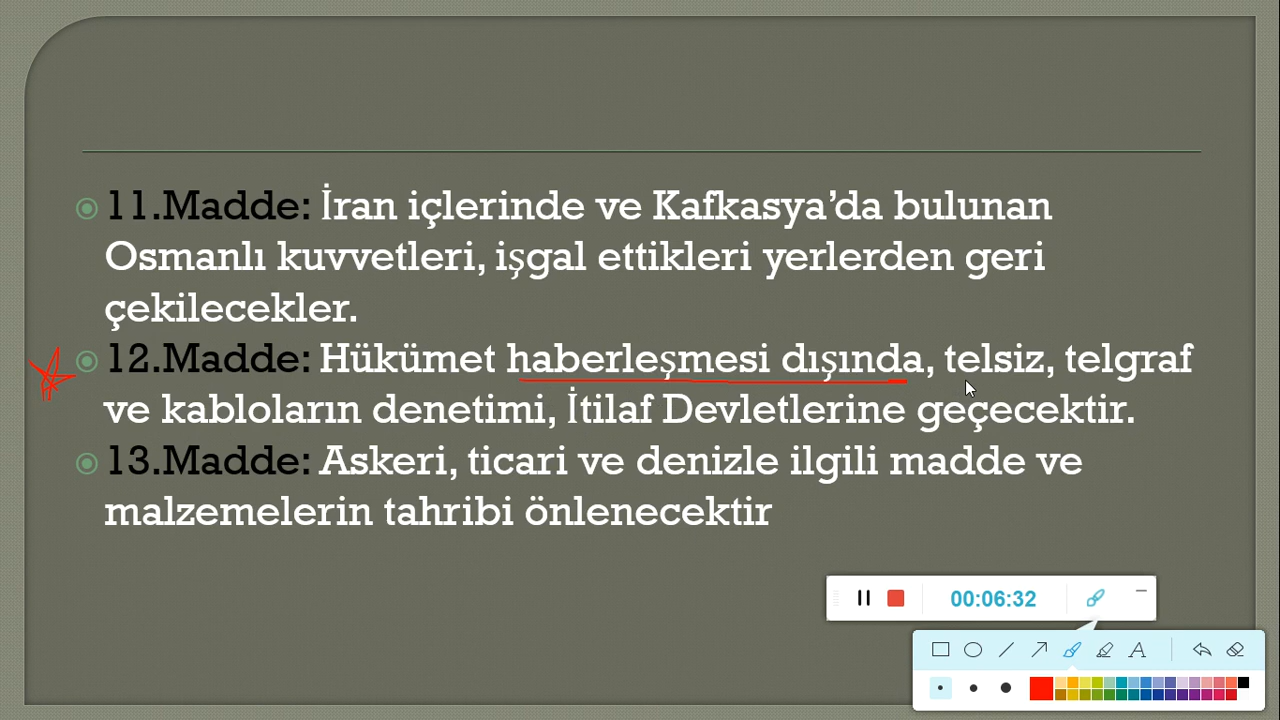 11.Madde: İran içlerinde ve Kafkasya’da bulunan
Osmanlı kuvvetleri, işgal ettikleri yerlerden geri
çekilecekler.
12.Madde: Hükümet haberleşmesi dışında, telsiz, telgraf
ve kabloların denetimi, İtilaf Devletlerine geçecektir.
13.Madde: Askeri, ticari ve denizle ilgili madde ve
malzemelerin tahribi önlenecektir
00:06:32
A